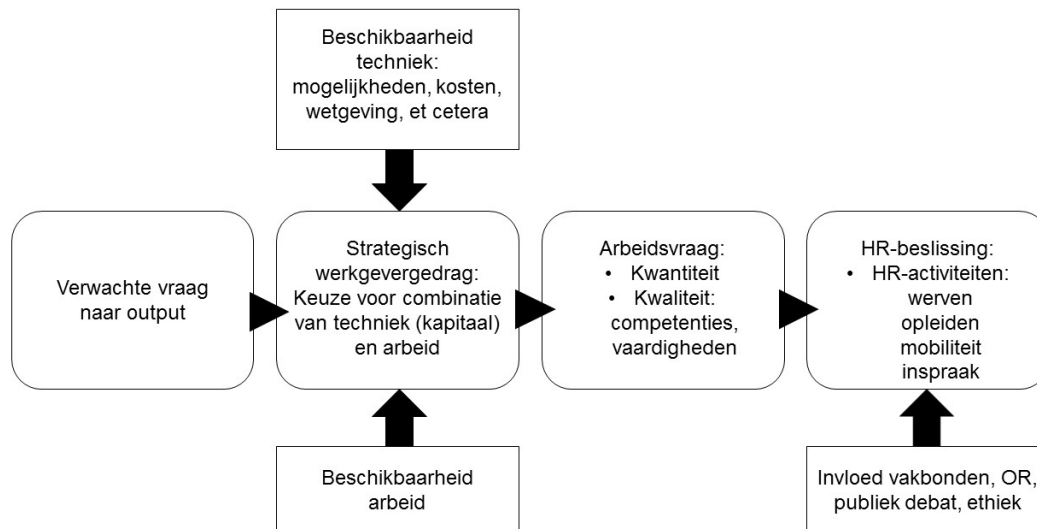 Beschikbaarheid
techniek:
mogelijkheden, kosten,
wetgeving, et cetera
Verwachte vraag
naar output
Strategisch
werkgevergedrag:
Keuze voor combinatie
van techniek (kapitaal)
en arbeid
Arbeidsvraag:
• Kwantiteit
• Kwaliteit:
competenties,
vaardigheden
HR-beslissing:
• HR-activiteiten:
werven
opleiden
mobiliteit
inspraak
Beschikbaarheid
arbeid
Invloed vakbonden, OR,
publiek debat, ethiek